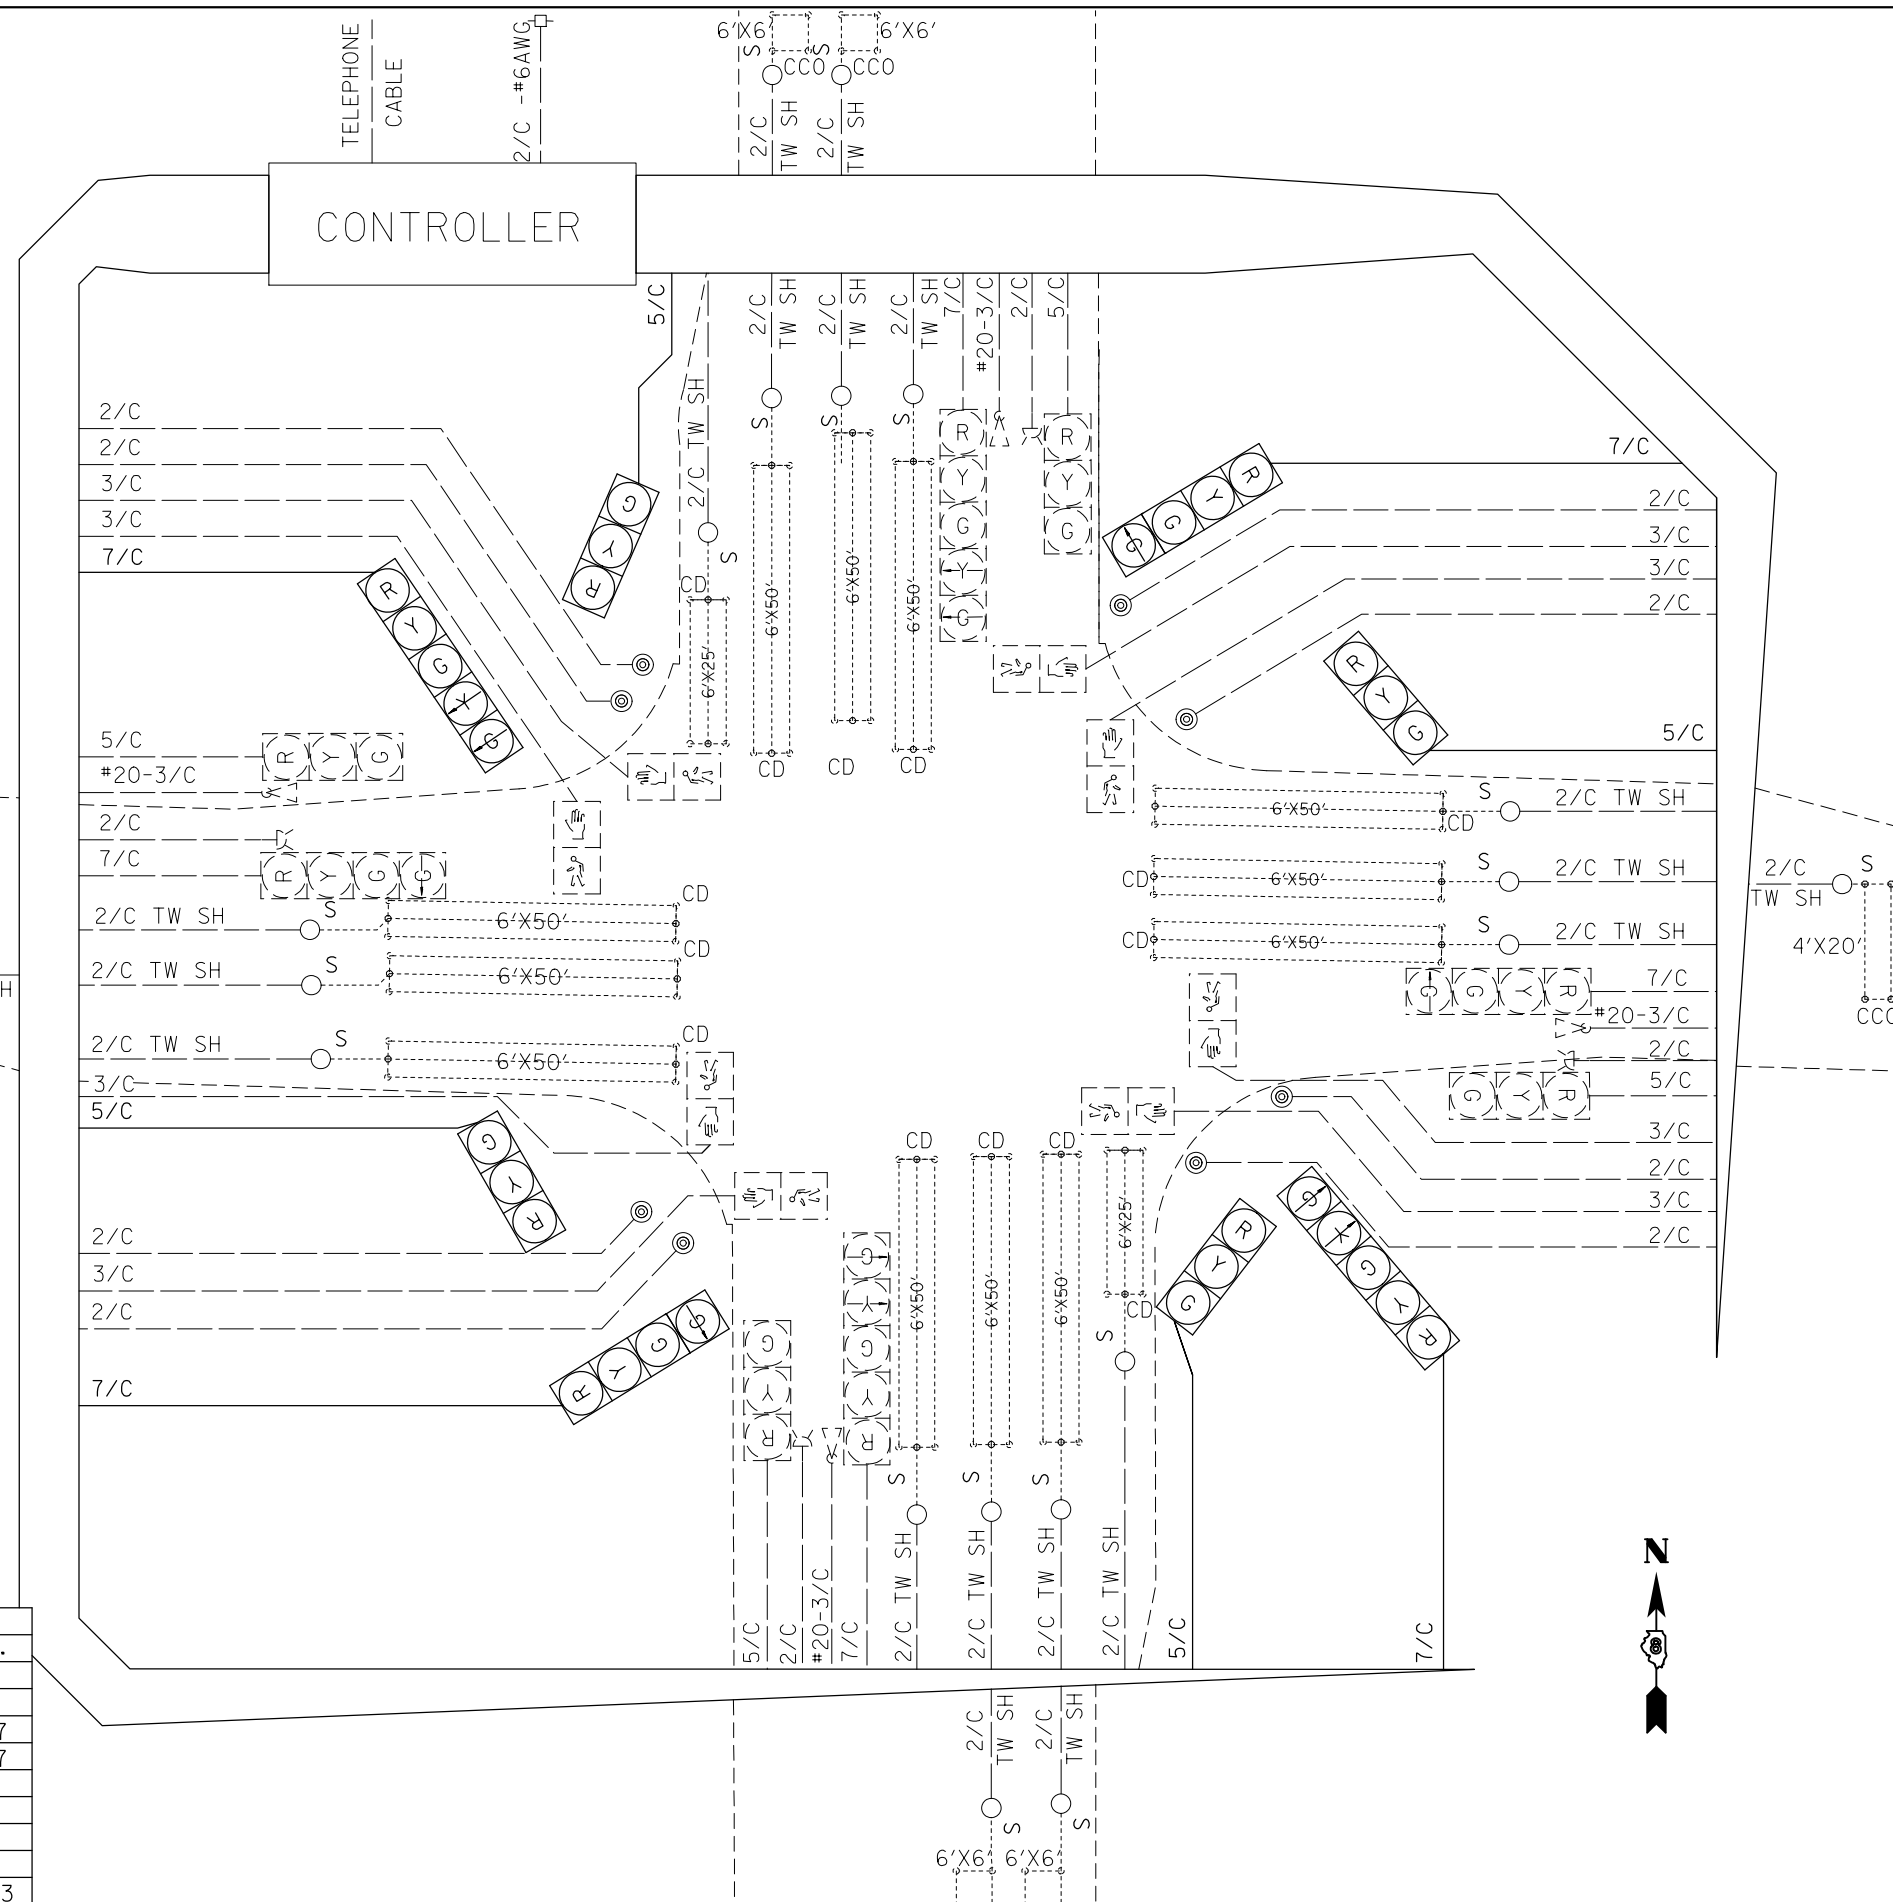 TELEPHONE
CABLE
2/C -#6AWG
6'X6'
6'X6'
S
S
CCO
CCO
2/C
TW SH
2/C
TW SH
CONTROLLER
5/C
2/C TW SH
2/C
TW SH
2/C
TW SH
2/C
TW SH
7/C
#20-3/C
2/C
5/C
S
S
S
S
R
Y
G
Y
G
R
Y
G
G
Y
R
CD
6'X25'
6'X50'
6'X50'
6'X50'
CD
CD
CD
2/C
2/C
3/C
3/C
7/C
R
Y
G
Y
G
7/C
2/C
3/C
3/C
2/C
5/C
R
Y
G
G
R
Y
G
5/C
R
Y
G
#20-3/C
2/C
7/C
R
Y
G
G
2/C TW SH
S
6'X50'
CD
2/C TW SH
S
6'X50'
CD
2/C TW SH
S
6'X50'
CD
6'X50'
S
CD
2/C TW SH
CD
6'X50'
S
2/C TW SH
CD
6'X50'
S
2/C TW SH
2/C
TW SH
S
4'X20'
CCO
H
G
G
Y
R
7/C
#20-3/C
2/C
G
Y
R
5/C
3/C
2/C
3/C
2/C
3/C
5/C
G
Y
R
2/C
3/C
2/C
7/C
R
Y
G
G
G
Y
R
G
Y
G
Y
R
CD
CD
CD
6'X50'
6'X50'
6'X50'
6'X25'
CD
S
S
S
S
R
Y
G
G
Y
G
Y
R
5/C
2/C
#20-3/C
7/C
2/C TW SH
2/C TW SH
2/C TW SH
2/C TW SH
5/C
7/C
N
8
7
7
3
2/C
TW SH
2/C
TW SH
S
S
6'X6'
6'X6'